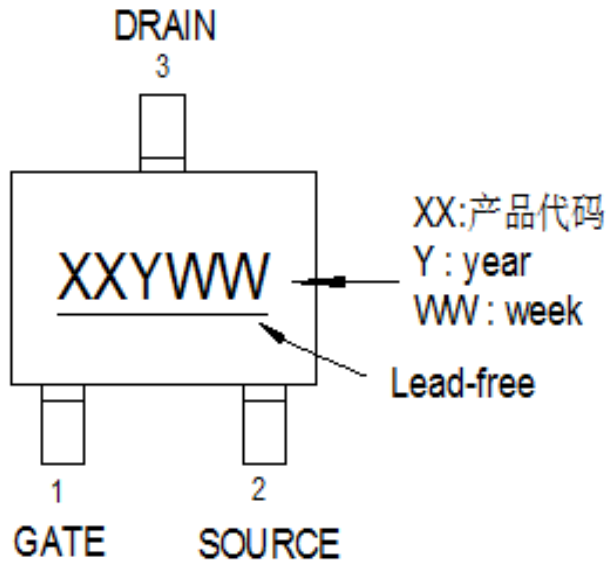 DRAIN
3
XXYWW
XX:产品代码
Y : year
WW : week
Lead-free
1
2
GATE
SOURCE